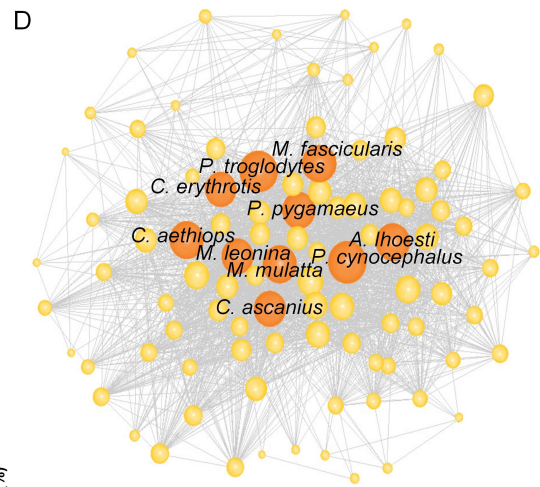 D
M. fascicularis
P. troglodytes
C. erythrotis
P. pygamaeus
C. aethiops
A. lhoesti
M. leonina
P. cynocephalus
M. mulatta
C. ascanius